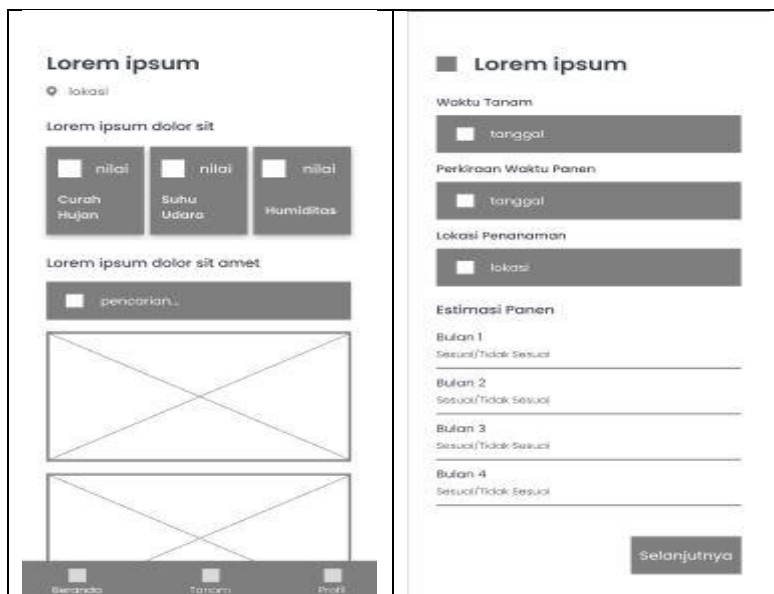 Lorem ipsum
lokasi
Lorem ipsum dolor sit
nilai
nilai
nilai
Curah
Hujan
Suhu
Udara
Humiditas
Lorem ipsum dolor sit amet
pencarian...
Beranda
Tanam
Profil
Lorem ipsum
Waktu Tanam
tanggal
Perkiraan Waktu Panen
tanggal
Lokasi Penanaman
lokasi
Estimasi Panen
Bulan 1
Sesuai/Tidak Sesuai
Bulan 2
Sesuai/Tidak Sesuai
Bulan 3
Sesuai/Tidak Sesuai
Bulan 4
Sesuai/Tidak Sesuai
Selanjutnya